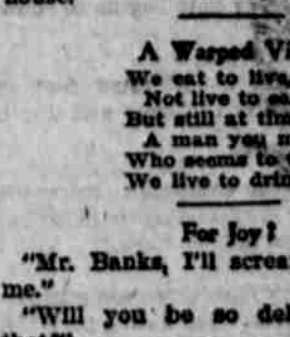 house.
A Warped Vi
We eat to live,
Not live to ea
But still at tim
A man you m
Who seems to
We live to drin
For Joy!
"Mr. Banks, I'll screa
me."
"Will you be so del